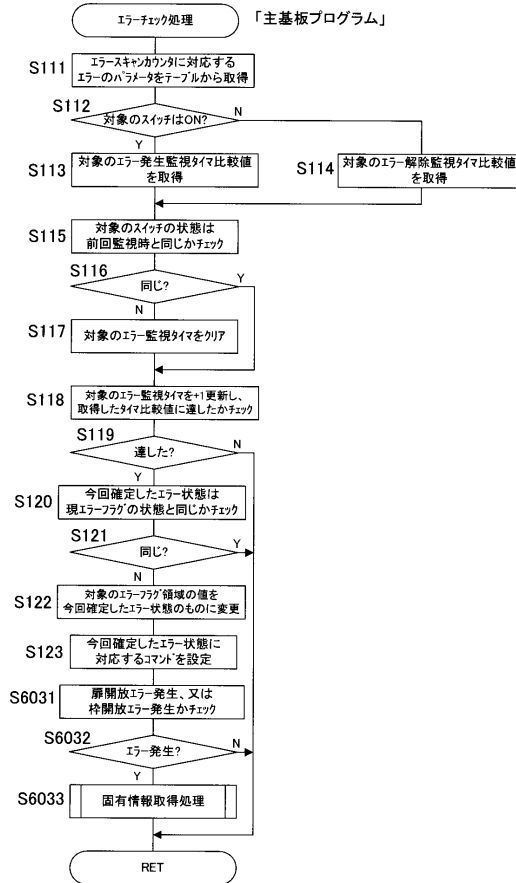 エラーチェック処理
「主基板プログラム」
S111
エラースキャンカウンタに対応する
エラーのパラメータをテーブルから取得
S112
対象のスイッチはON?
N
Y
S113
対象のエラー発生監視タイマ比較値
を取得
S114
対象のエラー解除監視タイマ比較値
を取得
S115
対象のスイッチの状態は
前回監視時と同じかチェック
S116
同じ?
Y
N
S117
対象のエラー監視タイマをクリア
S118
対象のエラー監視タイマを+1更新し、
取得したタイマ比較値に達したかチェック
S119
達した?
N
Y
S120
今回確定したエラー状態は
現エラーフラグの状態と同じかチェック
S121
同じ?
Y
N
S122
対象のエラーフラグ領域の値を
今回確定したエラー状態のものに変更
S123
今回確定したエラー状態に
対応するコマンドを設定
S6031
扉開放エラー発生、又は
枠開放エラー発生かチェック
S6032
エラー発生?
N
Y
S6033
固有情報取得処理
RET